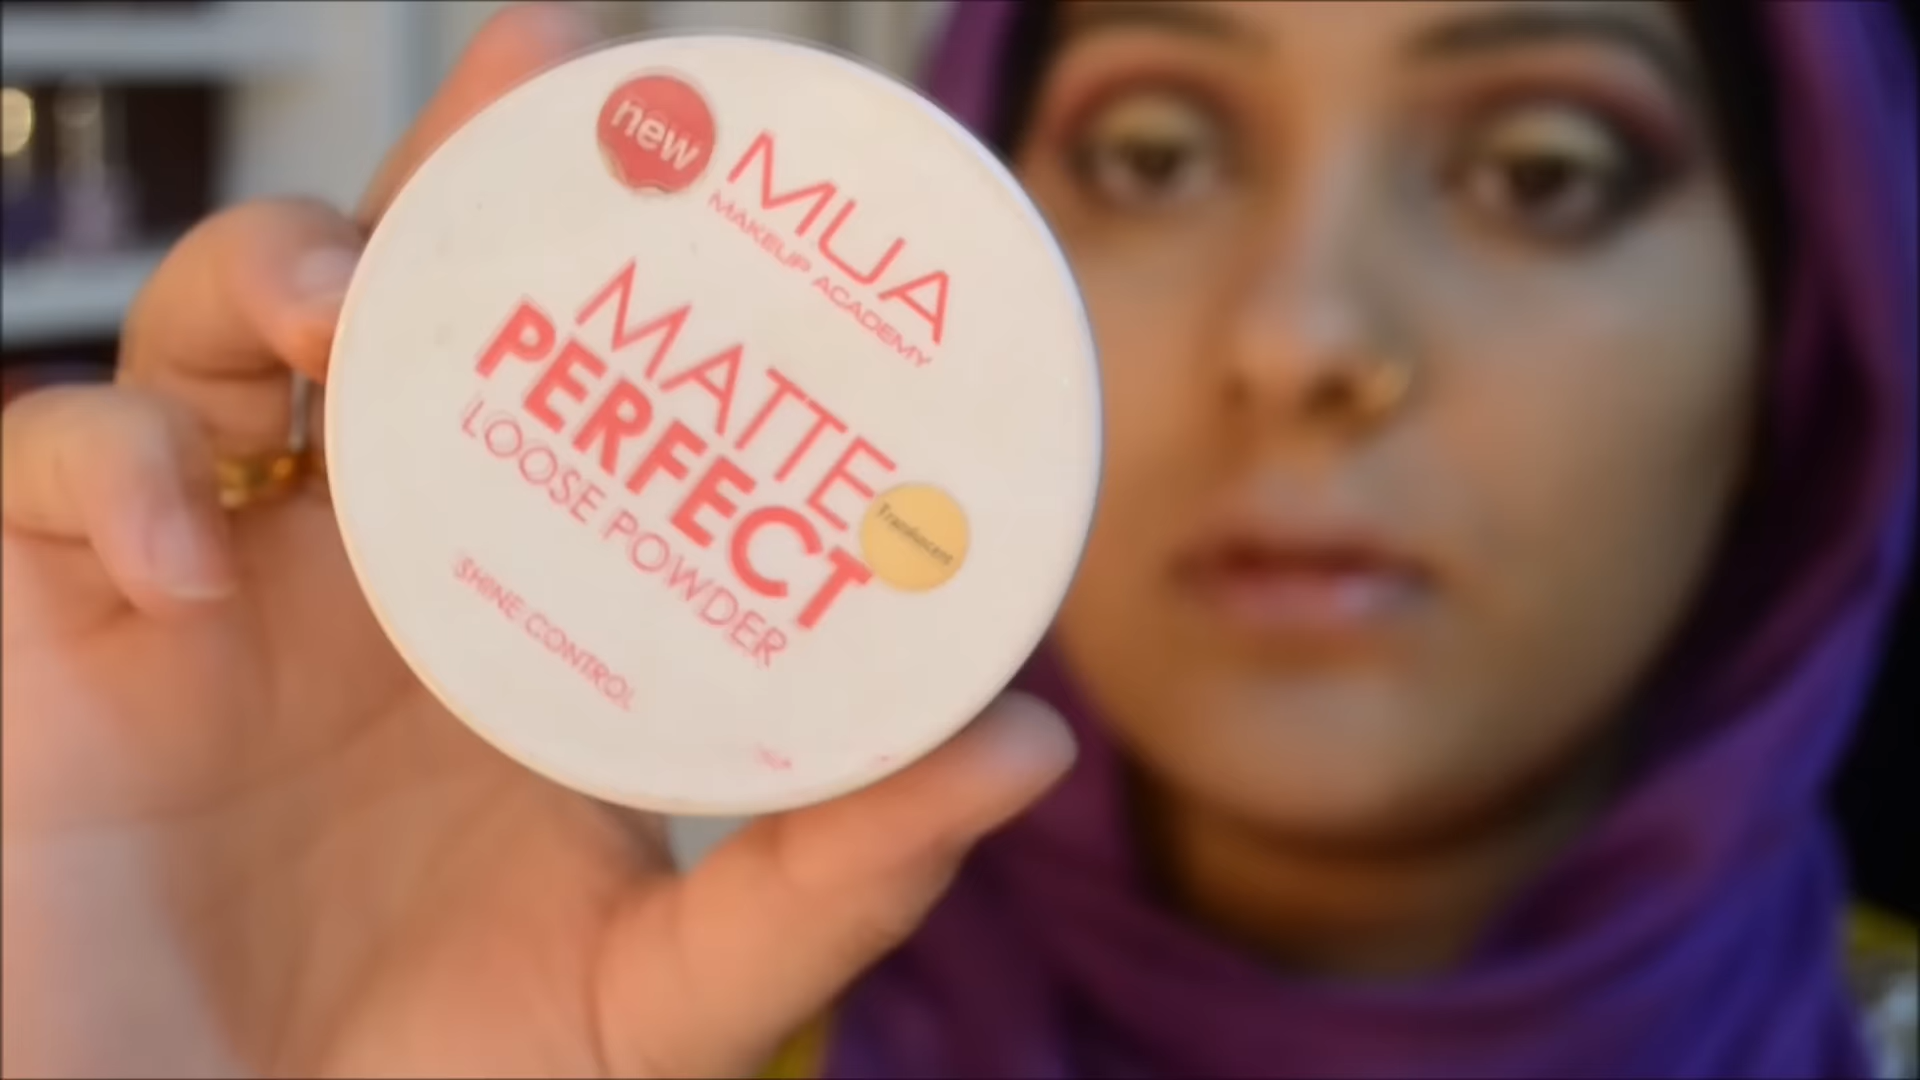 new
MUA
MAKEUP ACADEMY
MATTE
PERFECT
LOOSE POWDER
Translucent
SHINE CONTROL